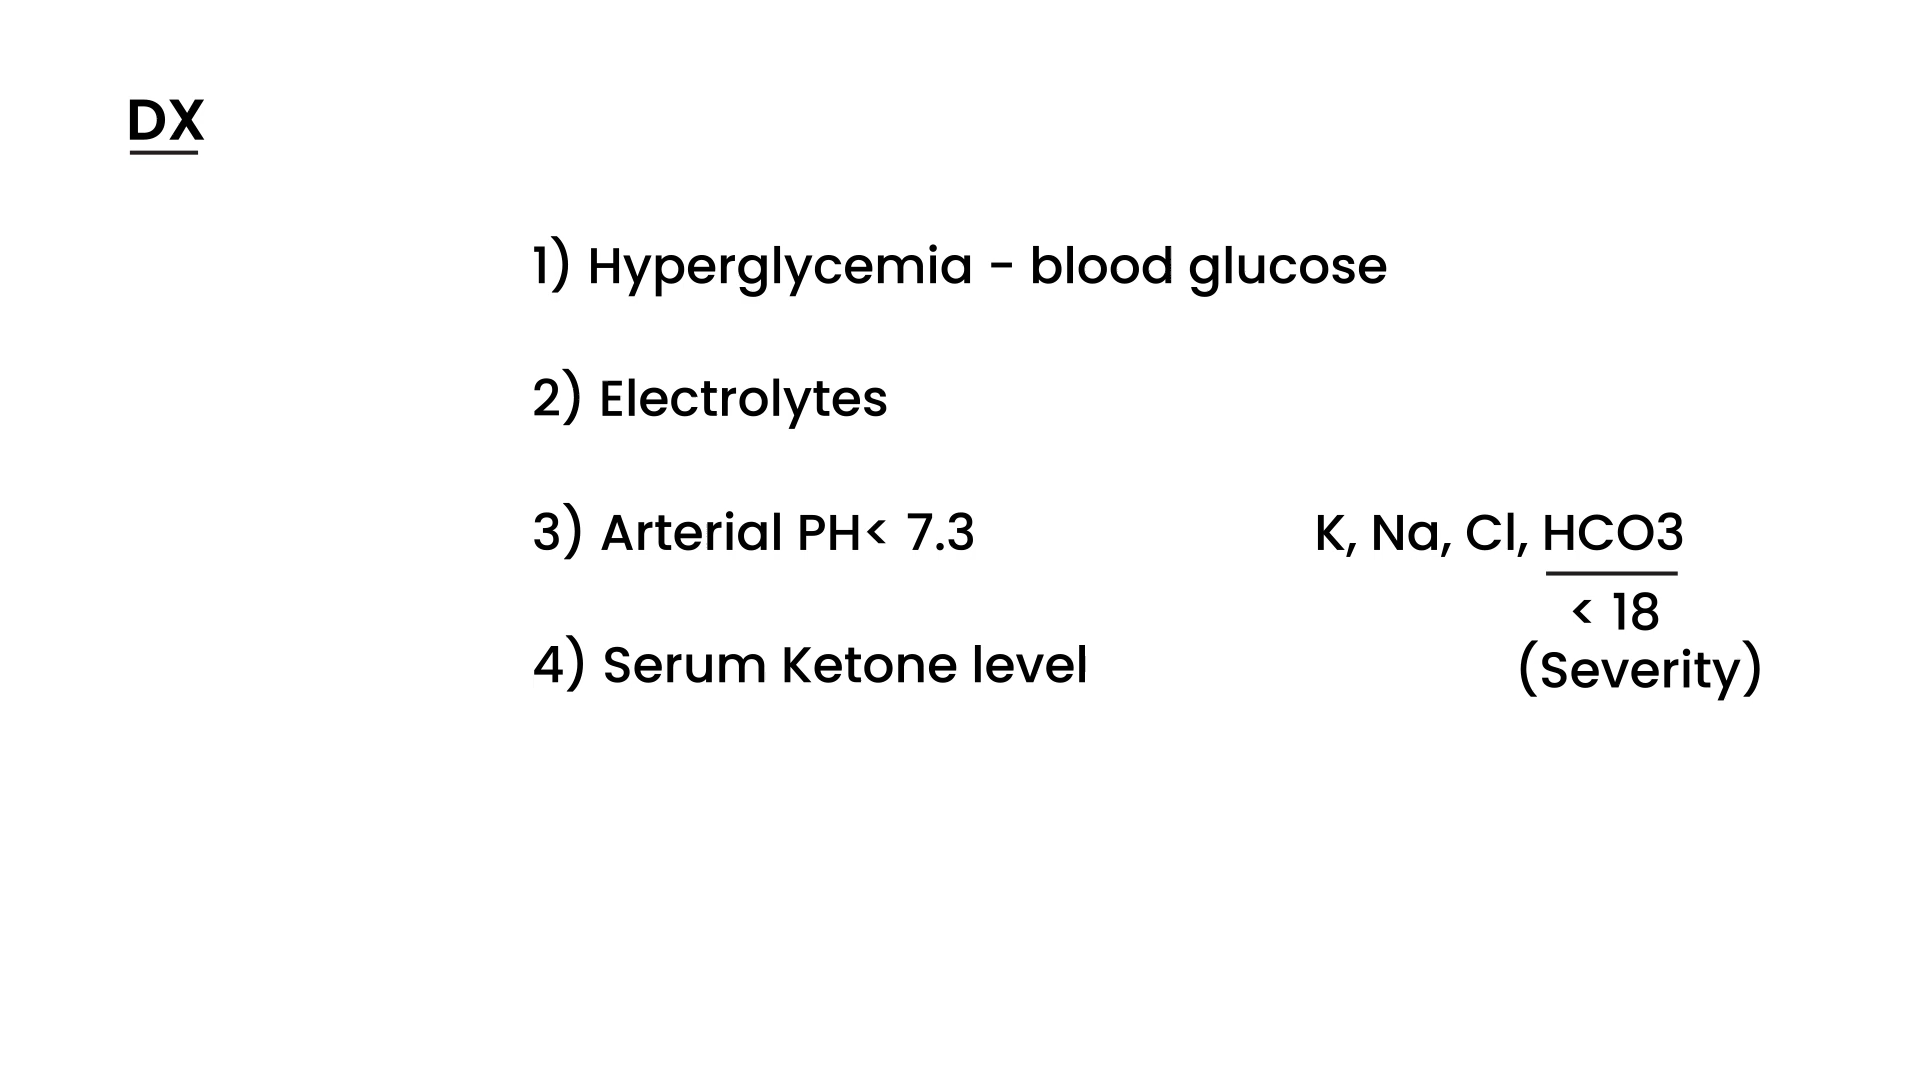 DX
1) Hyperglycemia - blood glucose
2) Electrolytes
3) Arterial PH< 7.3
K, Na, Cl, HCO3
< 18
(Severity)
4) Serum Ketone level